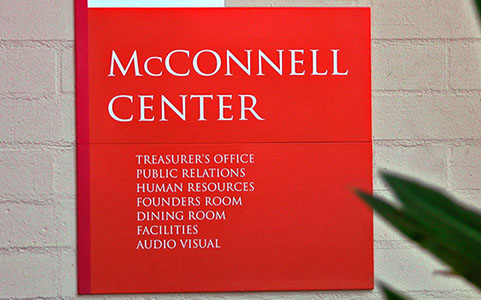 McCONNELL
CENTER
TREASURER'S OFFICE
PUBLIC RELATIONS
HUMAN RESOURCES
FOUNDERS ROOM
DINING ROOM
FACILITIES
AUDIO VISUAL